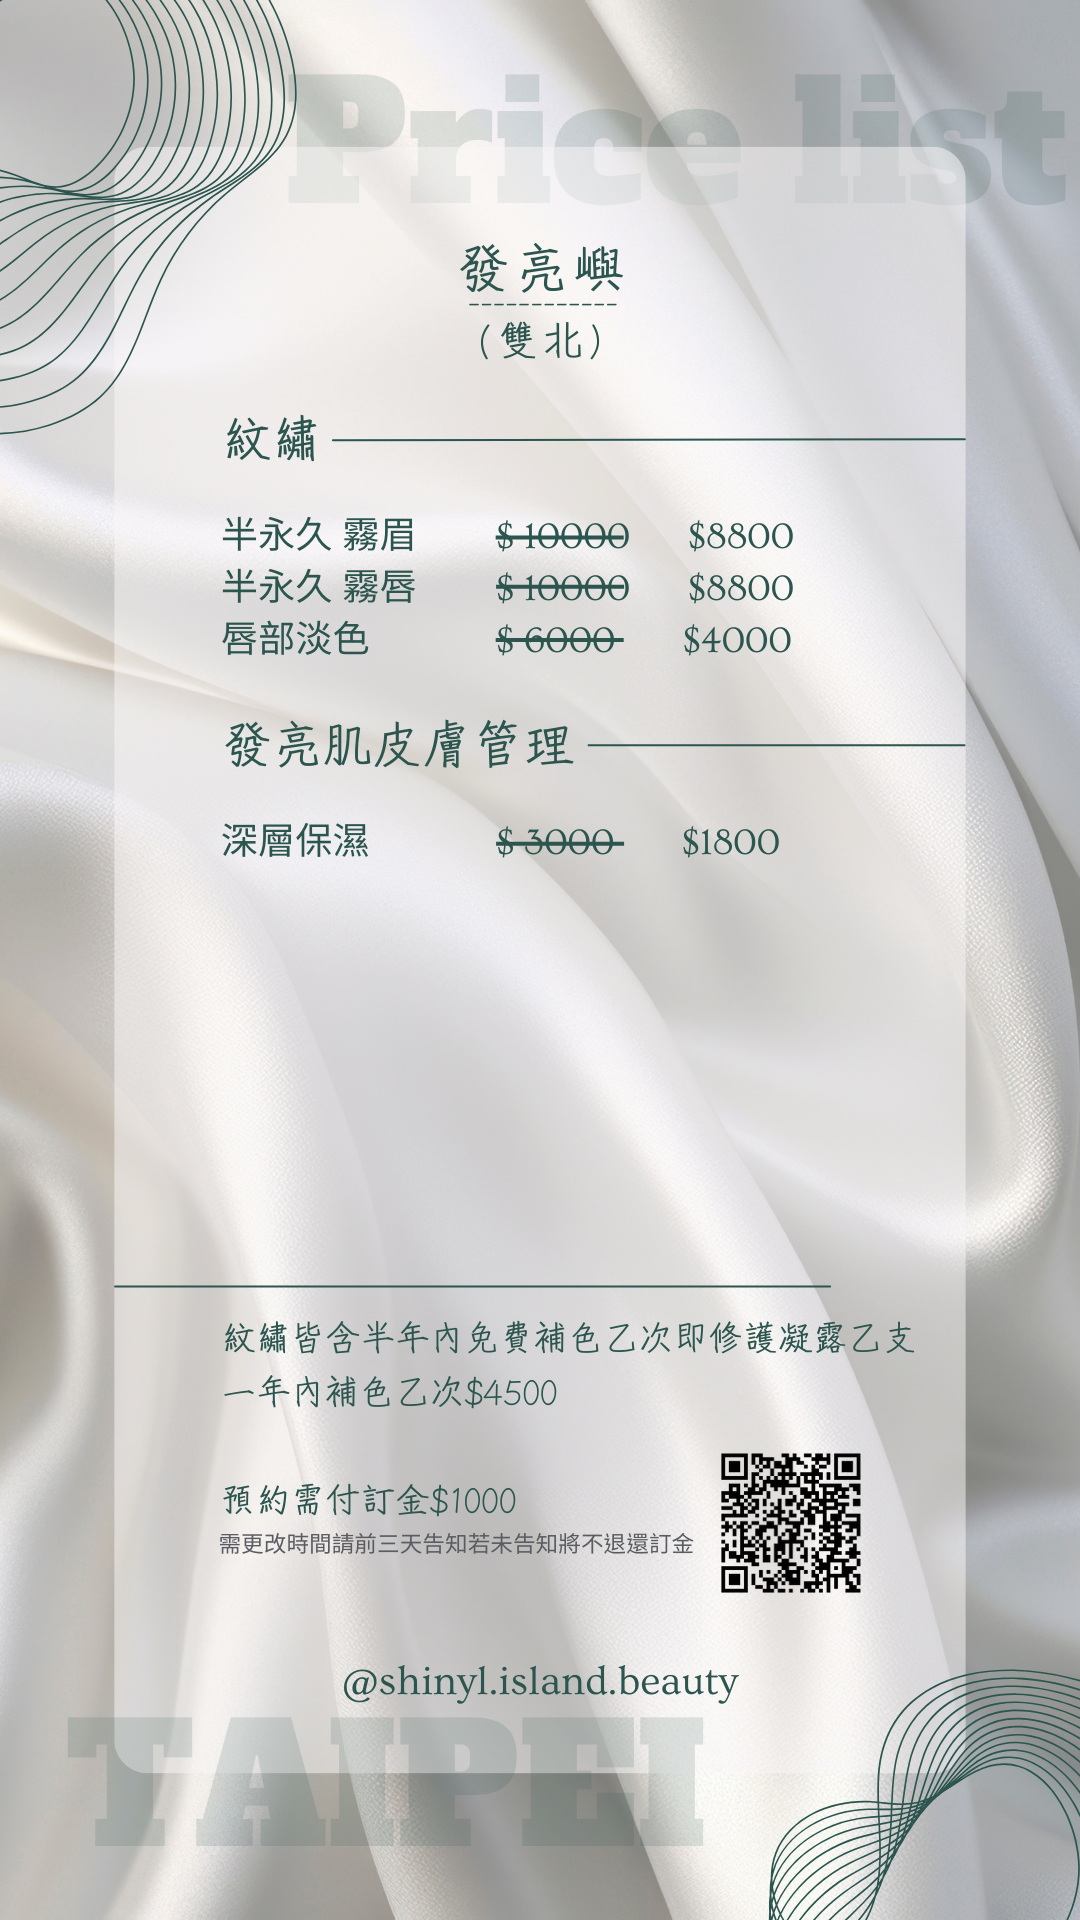 Price list
發亮嶼
(雙北)
紋繡
半永久 霧眉 $ 10000 $8800
半永久 霧唇 $ 10000 $8800
唇部淡色 $ 6000 $4000
發亮肌皮膚管理
深層保濕 $ 3000 $1800
紋繡皆含半年內免費補色乙次即修護凝露乙支
一年內補色乙次$4500
預約需付訂金$1000
需更改時間請前三天告知若未告知將不退還訂金
@shinyl.island.beauty
TAIPEI